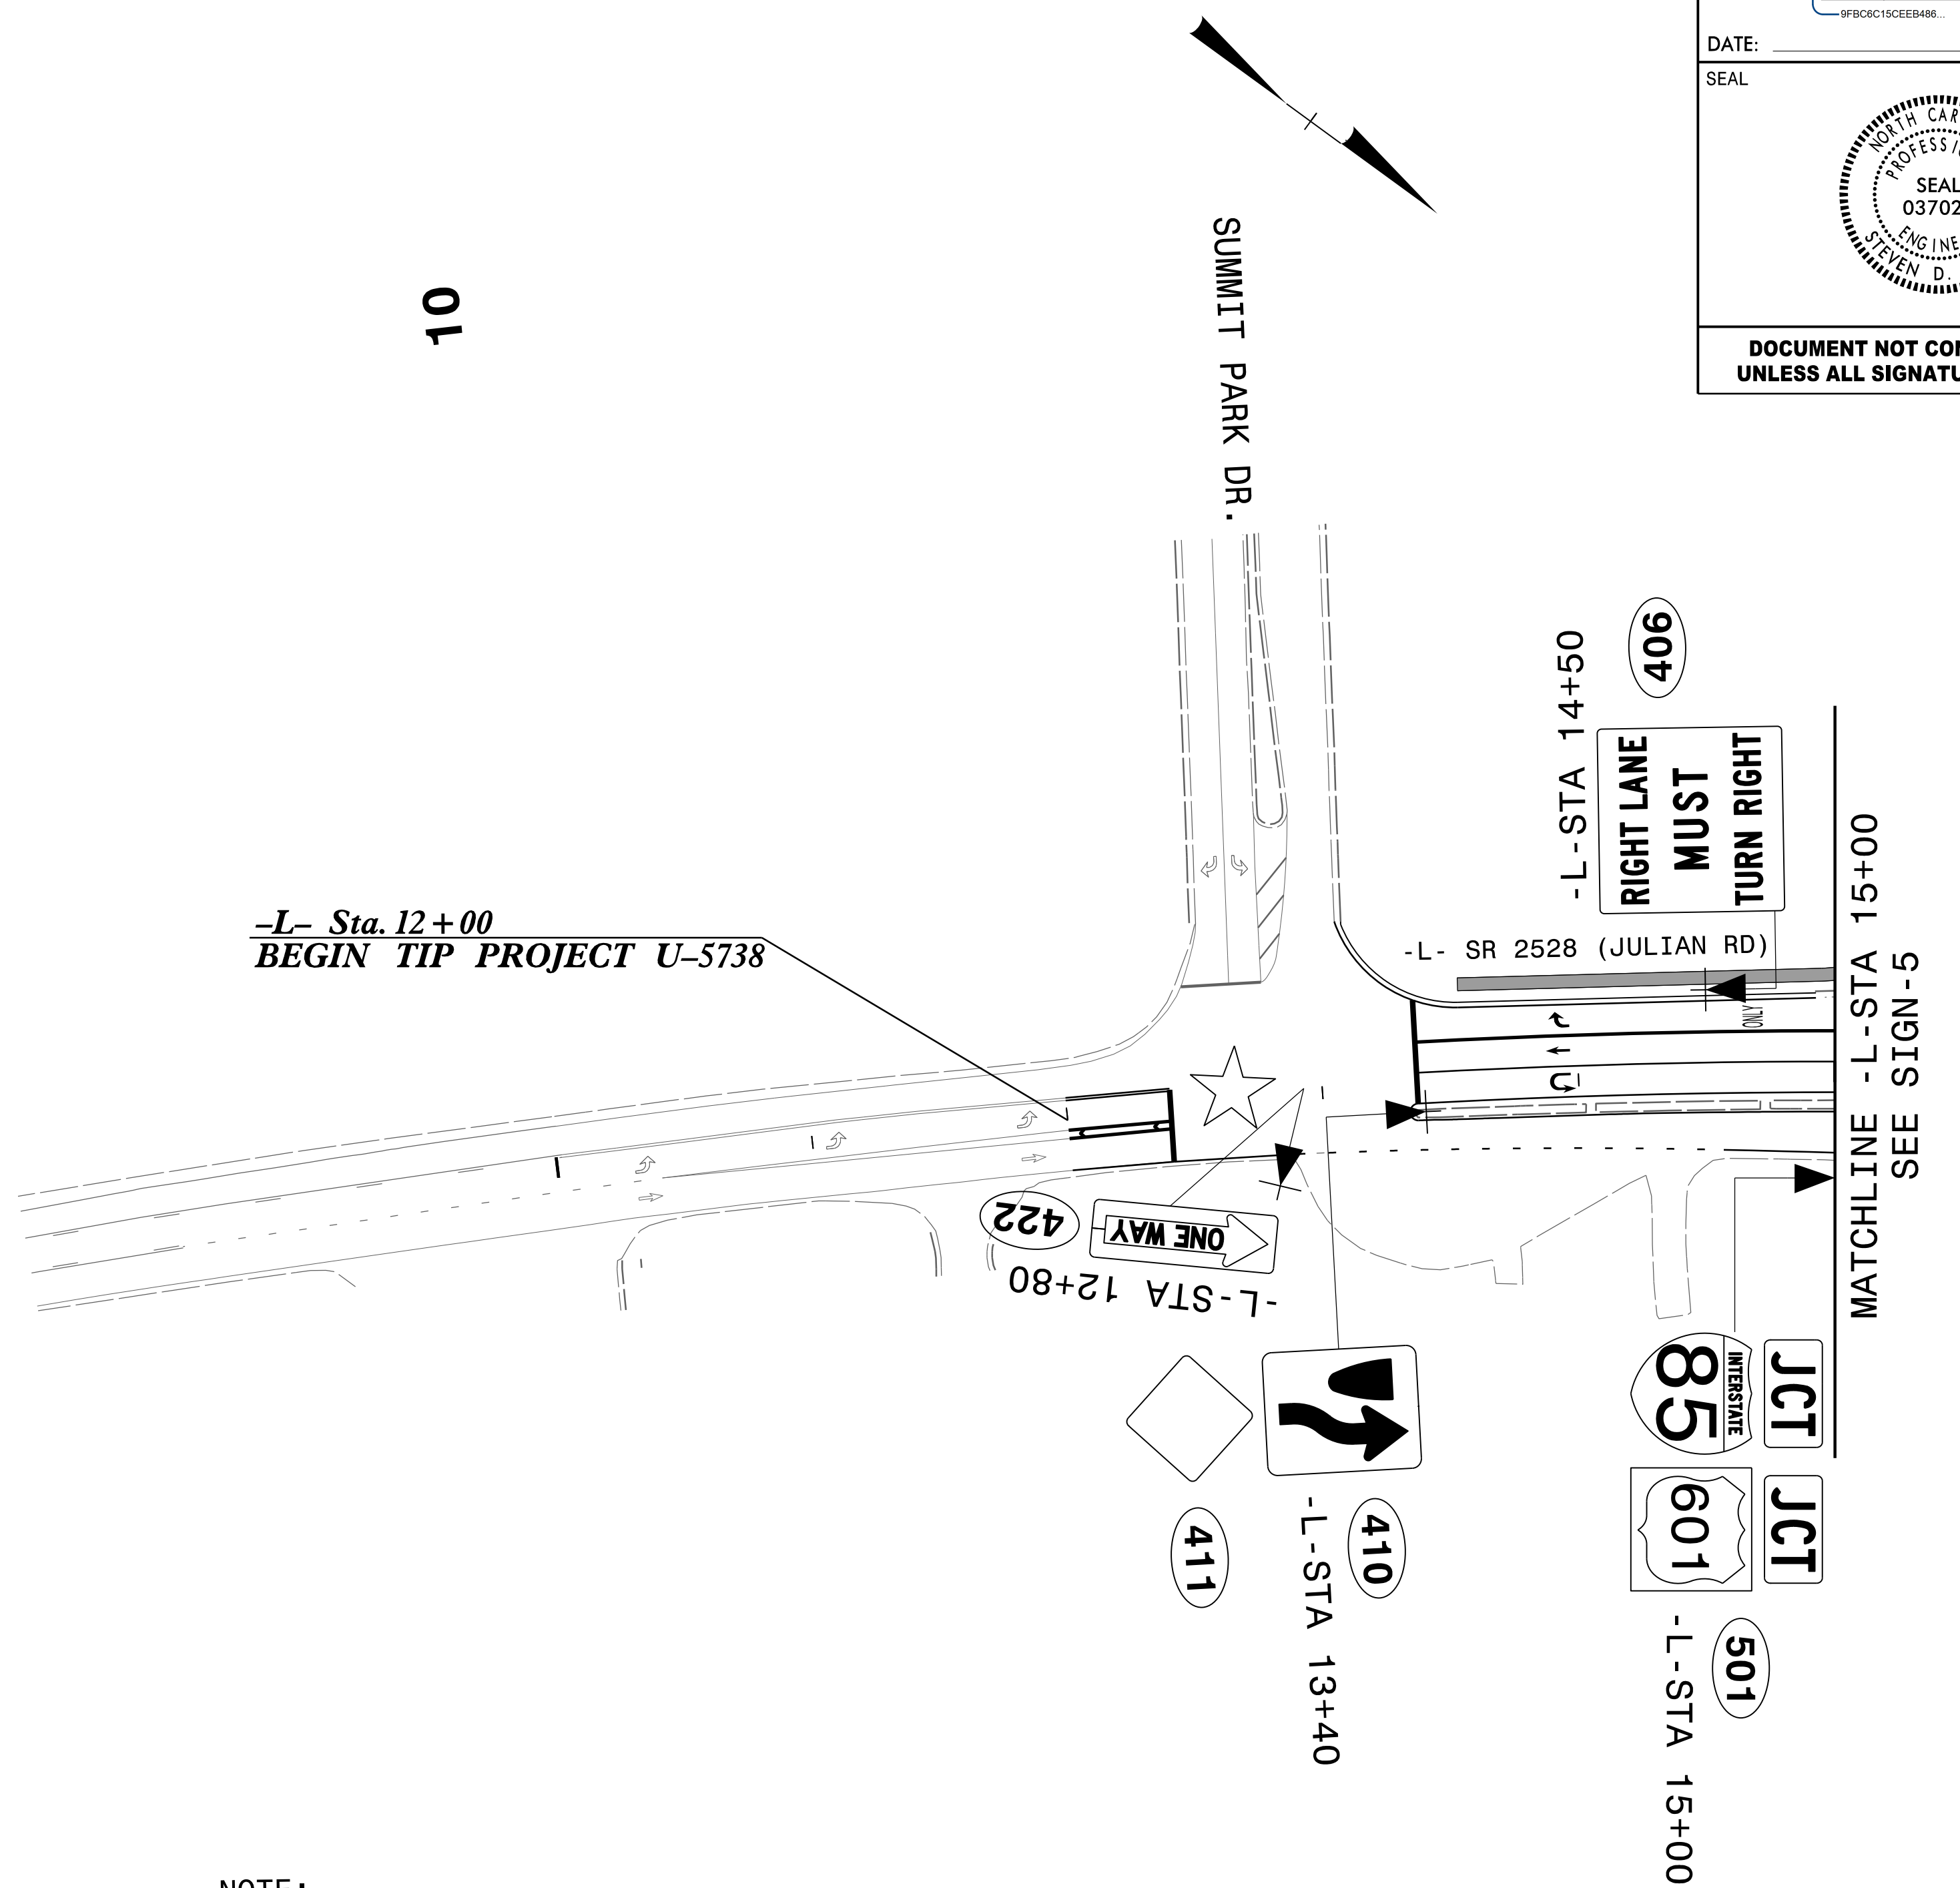 9FBC6C15CEEB486...
DATE:
SEAL
NORTH CAR
PROFESSI
SEAL
03702
ENGINE
STEVEN D.
DOCUMENT NOT CON
UNLESS ALL SIGNATU
10
SUMMIT PARK DR.
-L-STA 14+50
406
RIGHT LANE
MUST
TURN RIGHT
–L– Sta. 12+00
BEGIN TIP PROJECT U–5738
-L- SR 2528 (JULIAN RD)
ONLY
MATCHLINE -L-STA 15+00
SEE SIGN-5
422
ONE WAY
-L-STA 12+80
411
410
-L-STA 13+40
JCT
INTERSTATE
85
JCT
601
501
-L-STA 15+00
NOTE: